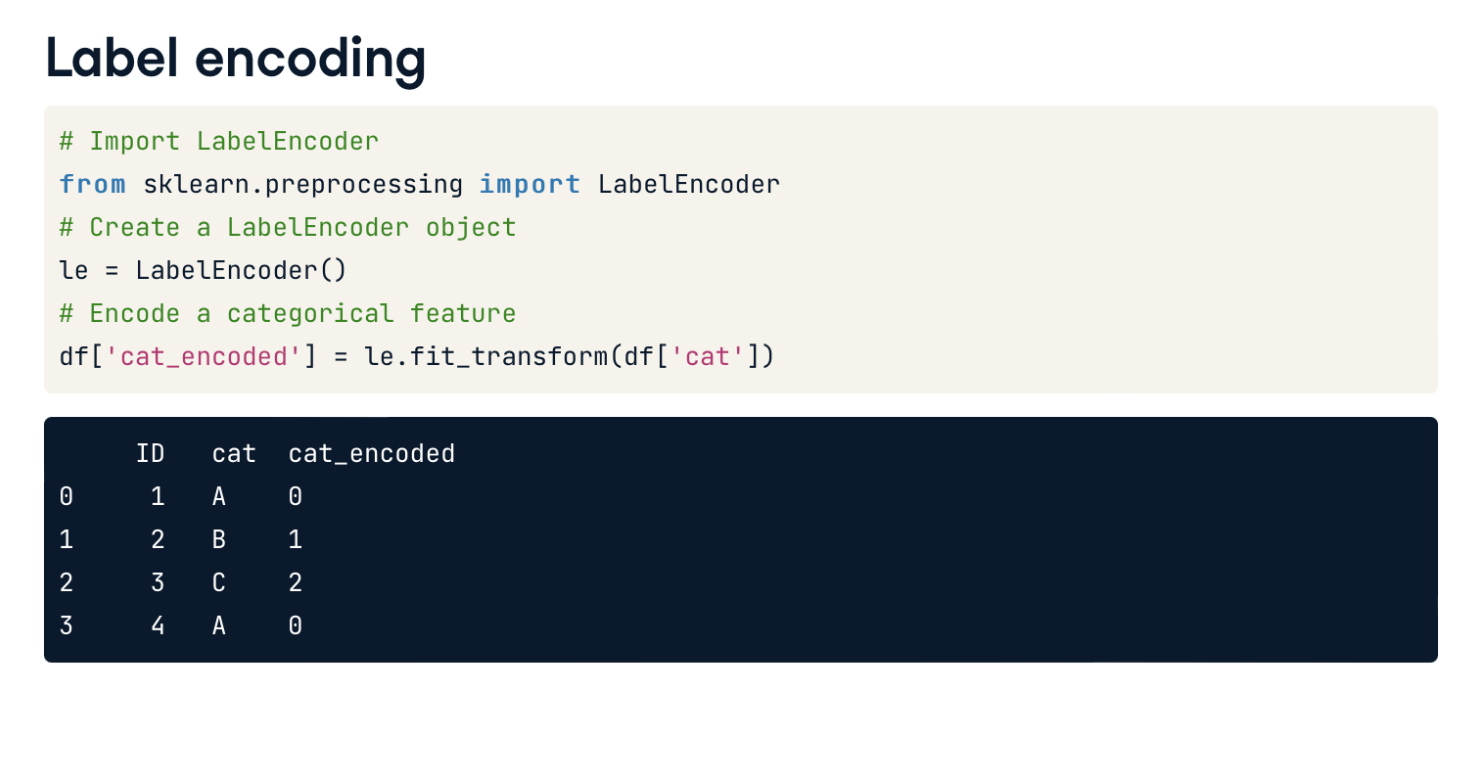 Label encoding
# Import LabelEncoder
from sklearn.preprocessing import LabelEncoder
# Create a LabelEncoder object
le = LabelEncoder()
# Encode a categorical feature
df['cat_encoded'] = le.fit_transform(df['cat'])
     ID   cat  cat_encoded
0     1   A    0
1     2   B    1
2     3   C    2
3     4   A    0